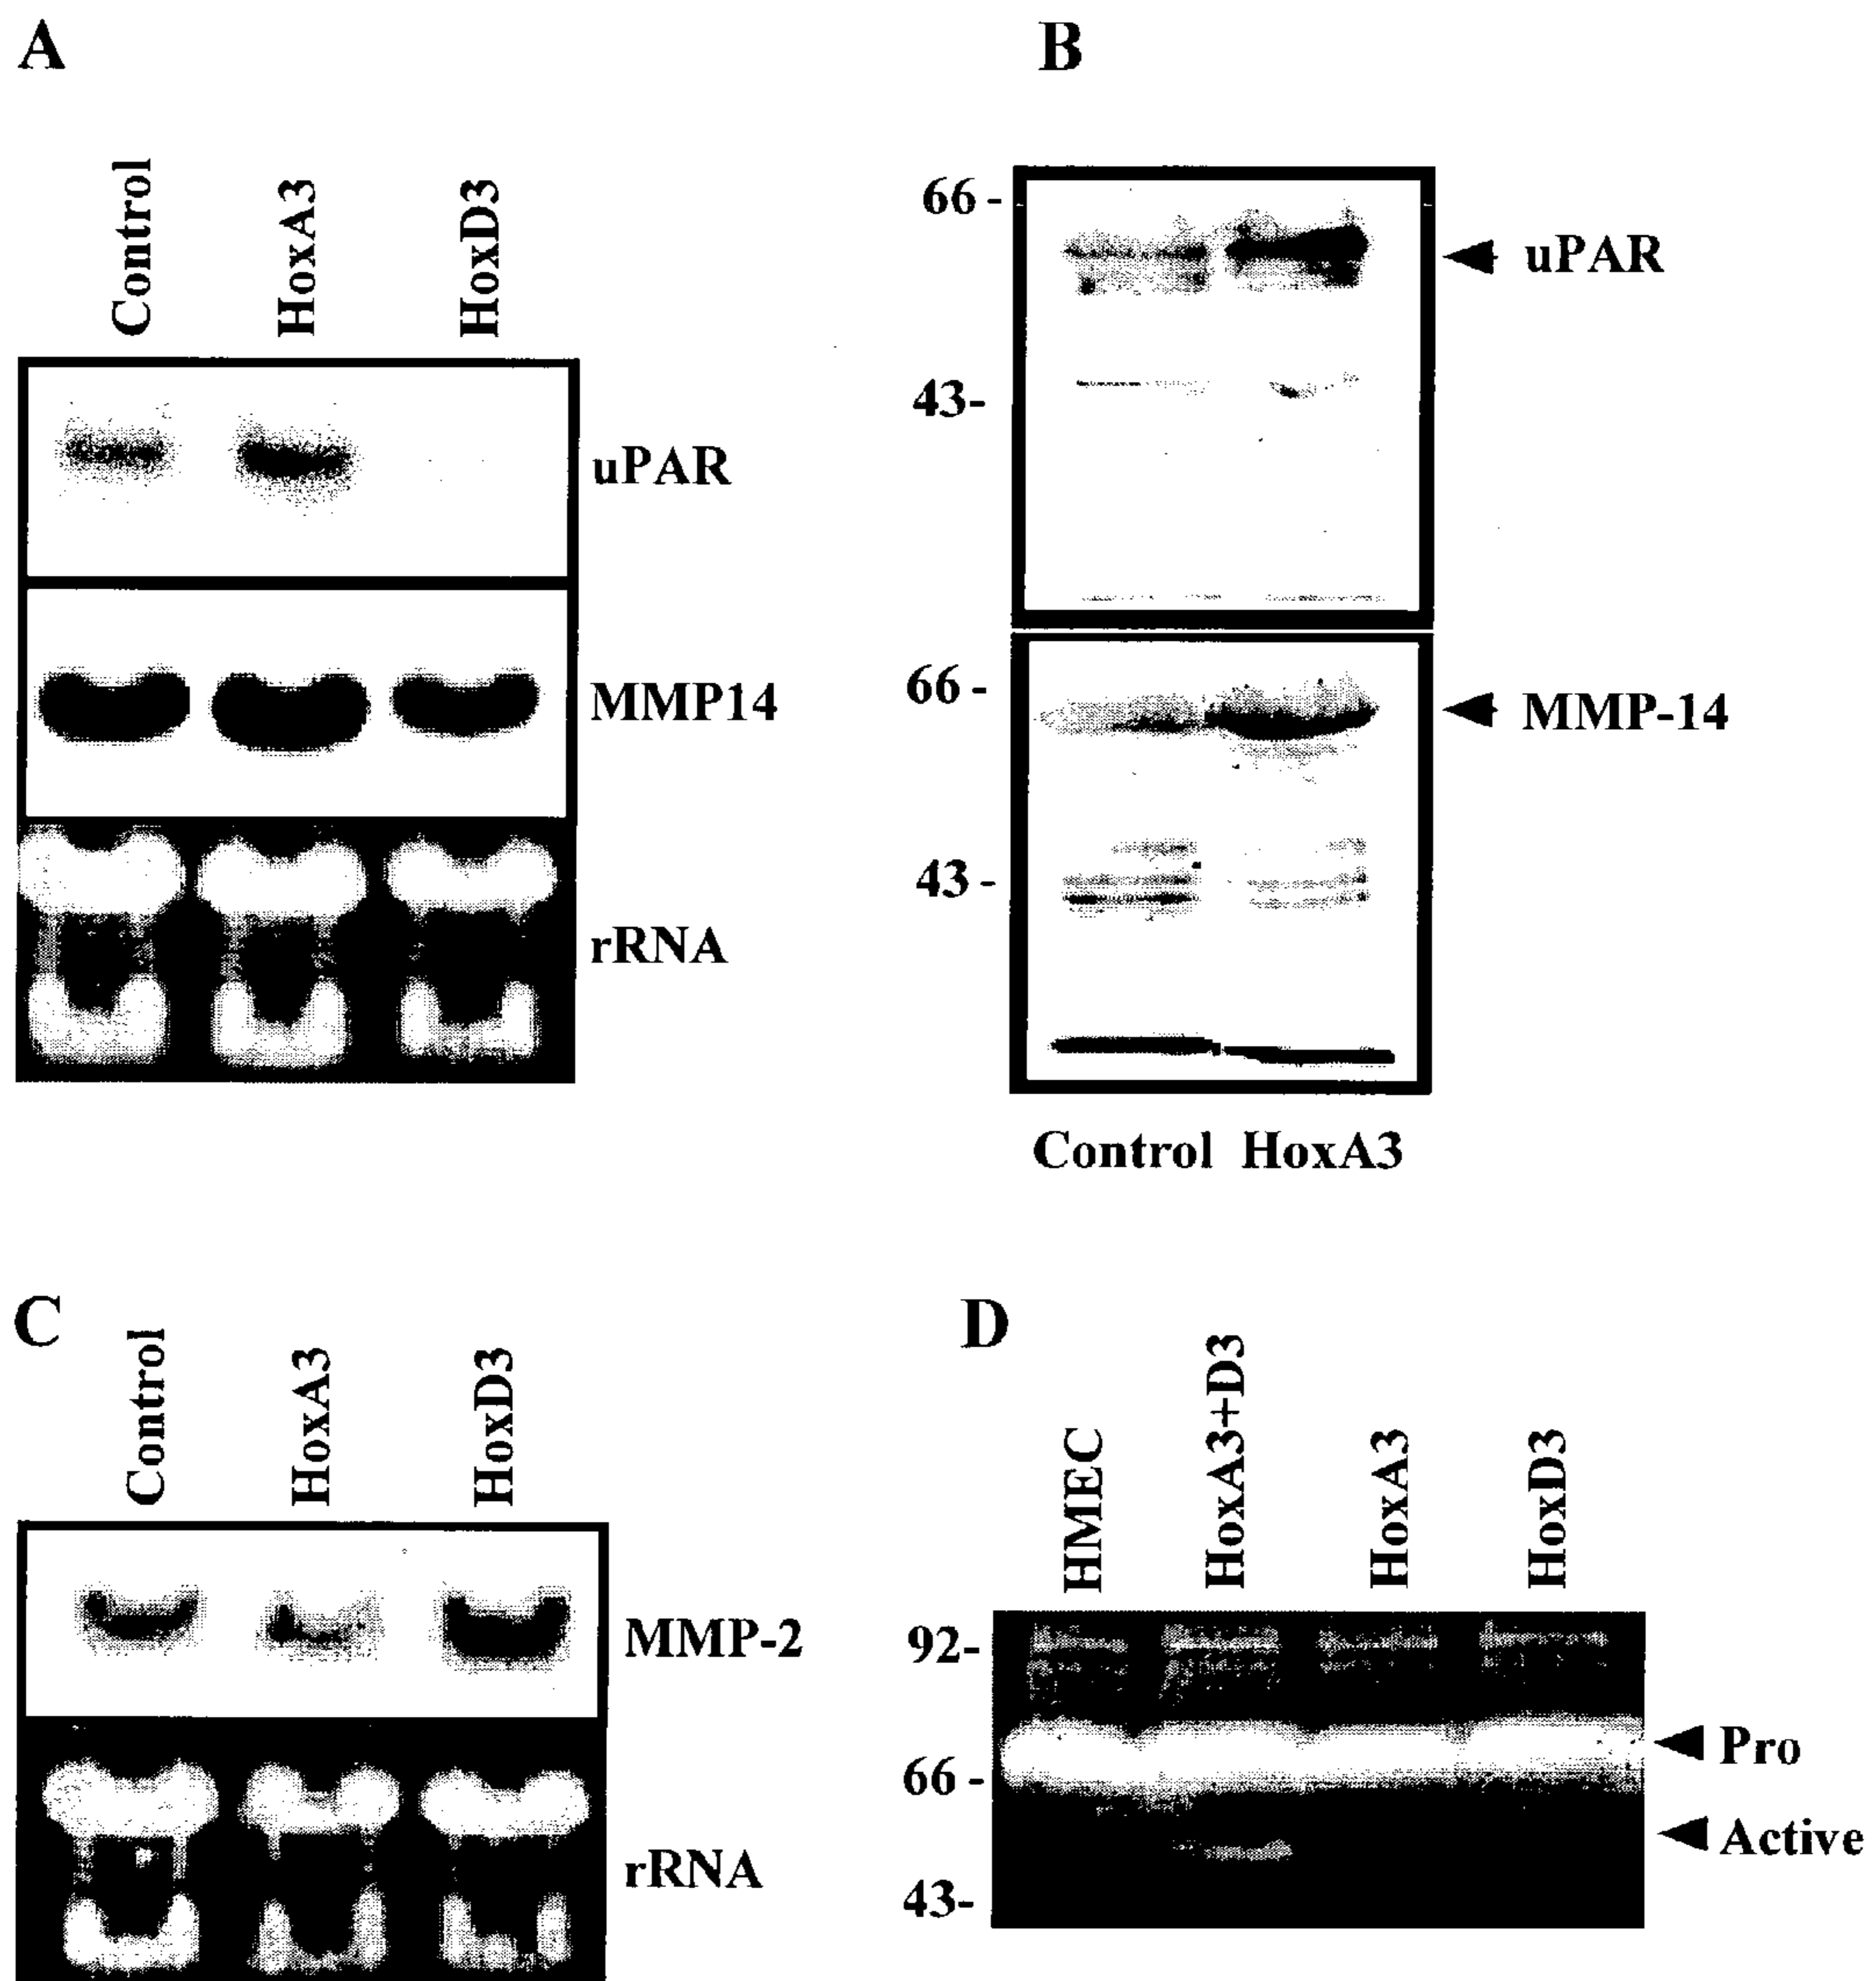 A
Control
HoxA3
HoxD3
uPAR
MMP14
rRNA
B
66 -
uPAR
43-
66 -
MMP-14
43 -
Control HoxA3
C
Control
HoxA3
HoxD3
MMP-2
rRNA
D
HMEC
HoxA3+D3
HoxA3
HoxD3
92-
Pro
66 -
Active
43-